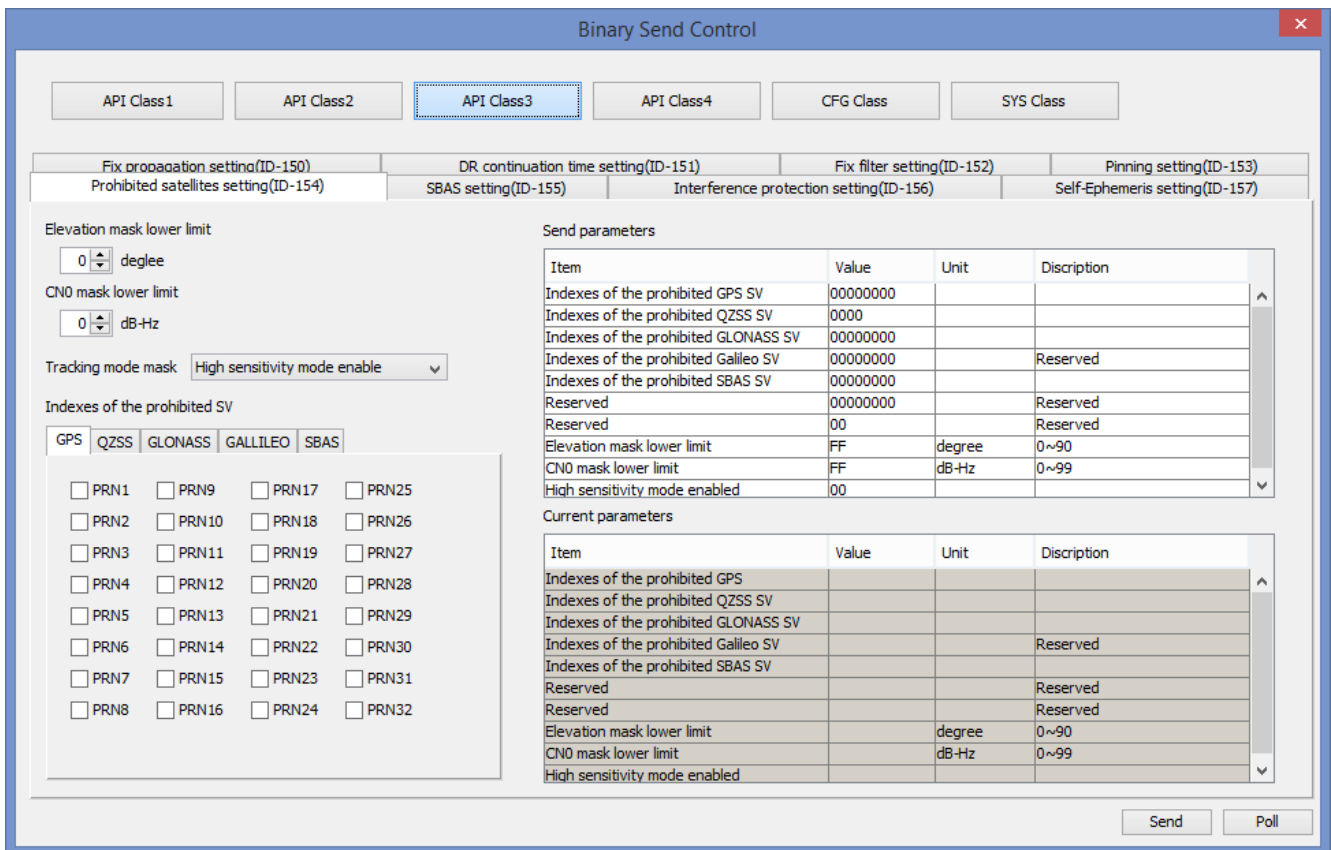 Binary Send Control
API Class1 API Class2 API Class3 API Class4 CFG Class SYS Class
Fix propagation setting(ID-150) DR continuation time setting(ID-151) Fix filter setting(ID-152) Pinning setting(ID-153)
Prohibited satellites setting(ID-154) SBAS setting(ID-155) Interference protection setting(ID-156) Self-Ephemeris setting(ID-157)
Elevation mask lower limit
0 deglee
CN0 mask lower limit
0 dB-Hz
Tracking mode mask High sensitivity mode enable
Indexes of the prohibited SV
GPS QZSS GLONASS GALLILEO SBAS
PRN1 PRN9 PRN17 PRN25
PRN2 PRN10 PRN18 PRN26
PRN3 PRN11 PRN19 PRN27
PRN4 PRN12 PRN20 PRN28
PRN5 PRN13 PRN21 PRN29
PRN6 PRN14 PRN22 PRN30
PRN7 PRN15 PRN23 PRN31
PRN8 PRN16 PRN24 PRN32
Send parameters
Item Value Unit Discription
Indexes of the prohibited GPS SV 00000000
Indexes of the prohibited QZSS SV 0000
Indexes of the prohibited GLONASS SV 00000000
Indexes of the prohibited Galileo SV 00000000 Reserved
Indexes of the prohibited SBAS SV 00000000
Reserved 00000000 Reserved
Reserved 00 Reserved
Elevation mask lower limit FF degree 0~90
CN0 mask lower limit FF dB-Hz 0~99
High sensitivity mode enabled 00
Current parameters
Item Value Unit Discription
Indexes of the prohibited GPS
Indexes of the prohibited QZSS SV
Indexes of the prohibited GLONASS SV
Indexes of the prohibited Galileo SV Reserved
Indexes of the prohibited SBAS SV
Reserved Reserved
Reserved Reserved
Elevation mask lower limit degree 0~90
CN0 mask lower limit dB-Hz 0~99
High sensitivity mode enabled
Send Poll